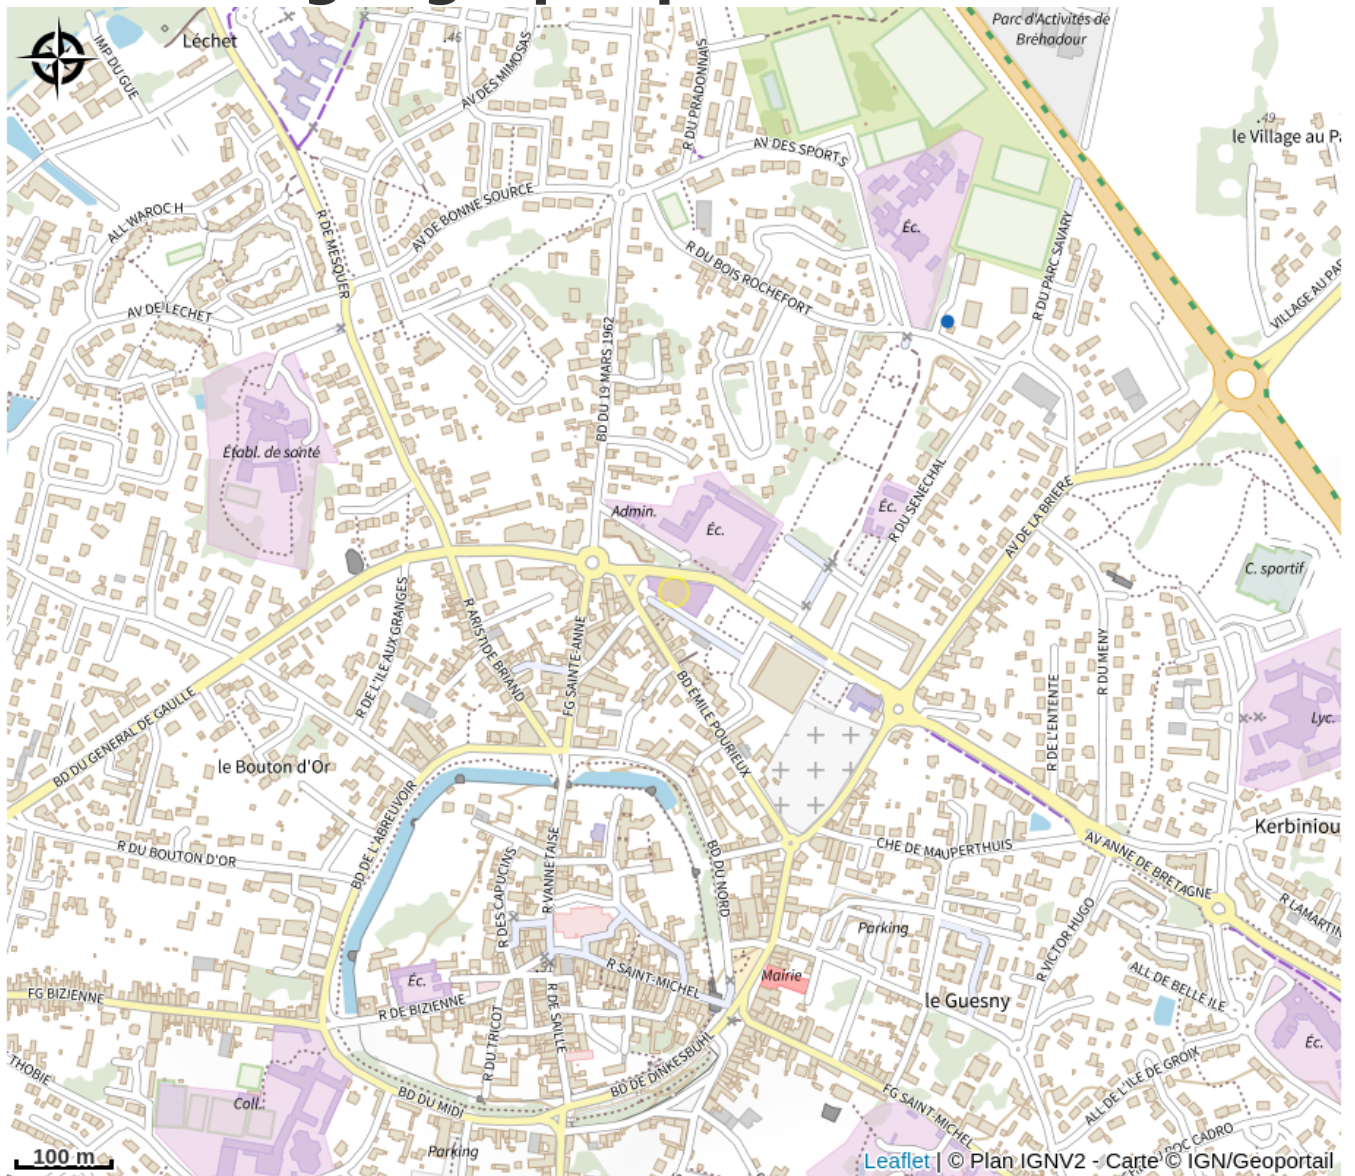 Parc d'Activités de
Bréhadour
Léchet
.46
IMP DU GUE
AV DES MIMOSAS
R DU PRADONNAIS
.49
le Village au Pa
AV DES SPORTS
ALL WAROC H
AV DE BONNE SOURCE
R DE MESQUER
Éc.
R DU BOIS ROCHEFORT
R DU PARC SAVARY
VILLAGE AU PAR
AV DE LECHET
BD DU 19 MARS 1962
Établ. de santé
Admin.
Éc.
Éc.
R DU SENECHAL
AV DE LA BRIERE
C. sportif
R DE L'ILE AUX GRANGES
R ARISTIDE BRIAND
FG SAINTE-ANNE
BD EMILE POURIEUX
R DU MENY
R DE L'ENTENTE
Lyc.
BD DU GENERAL DE GAULLE
le Bouton d'Or
BD DE L'ABREUVOIR
R DU BOUTON D'OR
R DES CAPUCINS
R VANNETAISE
BD DU NORD
CHE DE MAUPERTHUIS
AV ANNE DE BRETAGNE
Kerbiniou
R LAMARTIN
Parking
R VICTOR HUGO
Éc.
R SAINT-MICHEL
Mairie
ALL DE BELLE ILE
FG BIZIENNE
R DE BIZIENNE
le Guesny
R DU TRICOT
R DE SAILLE
Éc.
THOBIE
BD DE DINKESBUHL
ALL DE L'ILE DE GROIX
Coll.
BD DU MIDI
FG SAINT-MICHEL
Parking
OC CADRO
100 m
Leaflet | © Plan IGNV2 - Carte © IGN/Geoportail